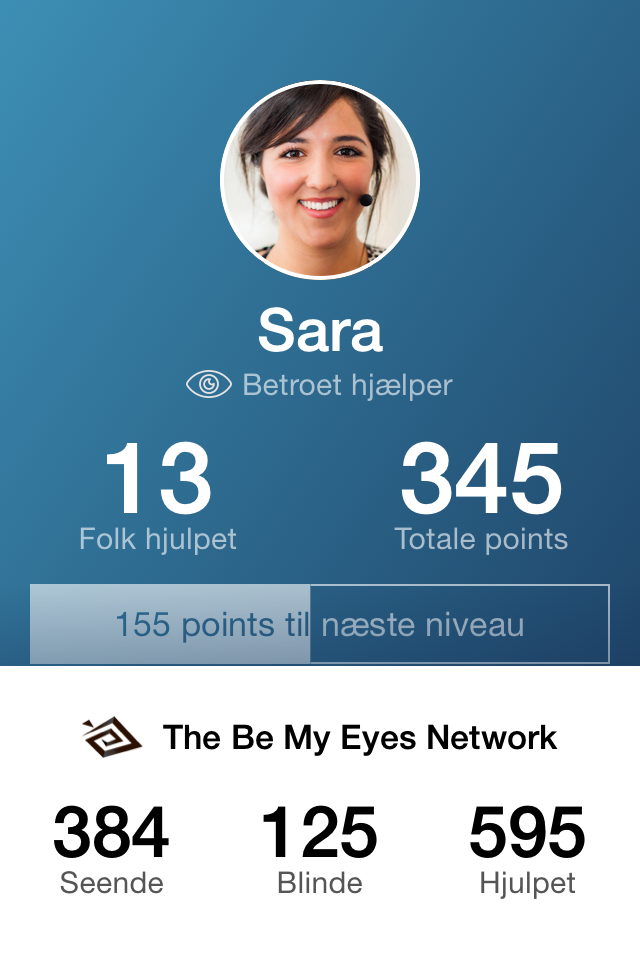 Sara
Betroet hjælper
13 345
Folk hjulpet Totale points
155 points til næste niveau
The Be My Eyes Network
384 125 595
Seende Blinde Hjulpet